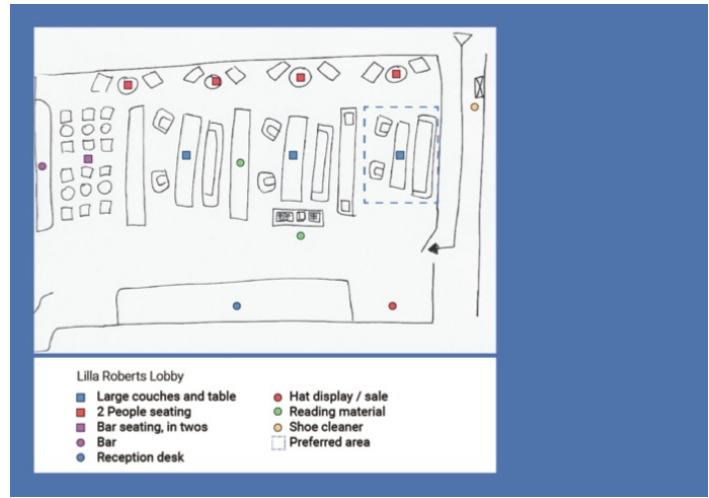 Lilla Roberts Lobby
Large couches and table
2 People seating
Bar seating, in twos
Bar
Reception desk
Hat display / sale
Reading material
Shoe cleaner
Preferred area